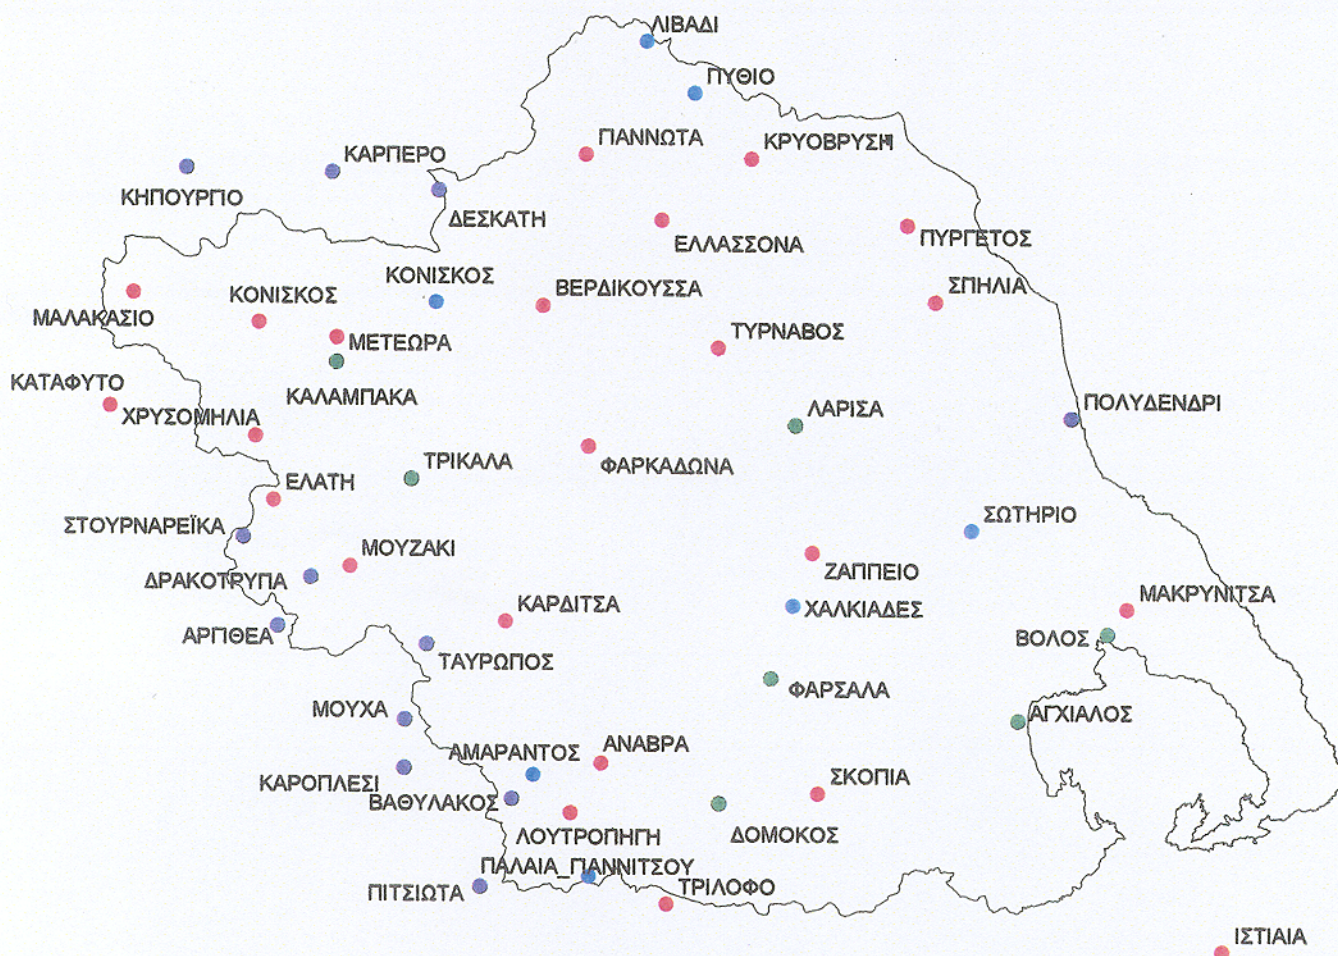 ΛΙΒΑΔΙ
ΠΥΘΙΟ
ΓΙΑΝΝΩΤΑ
ΚΡΥΟΒΡΥΣΗ
ΚΑΡΠΕΡΟ
ΚΗΠΟΥΡΓΙΟ
ΔΕΣΚΑΤΗ
ΕΛΛΑΣΣΟΝΑ
ΠΥΡΓΕΤΟΣ
ΚΟΝΙΣΚΟΣ
ΚΟΝΙΣΚΟΣ
ΒΕΡΔΙΚΟΥΣΣΑ
ΣΠΗΛΙΑ
ΜΑΛΑΚΑΣΙΟ
ΜΕΤΕΩΡΑ
ΤΥΡΝΑΒΟΣ
ΚΑΤΑΦΥΤΟ
ΚΑΛΑΜΠΑΚΑ
ΧΡΥΣΟΜΗΛΙΑ
ΛΑΡΙΣΑ
ΠΟΛΥΔΕΝΔΡΙ
ΤΡΙΚΑΛΑ
ΦΑΡΚΑΔΩΝΑ
ΕΛΑΤΗ
ΣΤΟΥΡΝΑΡΕΪΚΑ
ΣΩΤΗΡΙΟ
ΜΟΥΖΑΚΙ
ΔΡΑΚΟΤΡΥΠΑ
ΖΑΠΠΕΙΟ
ΚΑΡΔΙΤΣΑ
ΧΑΛΚΙΑΔΕΣ
ΜΑΚΡΥΝΙΤΣΑ
ΑΡΓΙΘΕΑ
ΒΟΛΟΣ
ΤΑΥΡΩΠΟΣ
ΦΑΡΣΑΛΑ
ΜΟΥΧΑ
ΑΓΧΙΑΛΟΣ
ΑΜΑΡΑΝΤΟΣ
ΑΝΑΒΡΑ
ΚΑΡΟΠΛΕΣΙ
ΣΚΟΠΙΑ
ΒΑΘΥΛΑΚΟΣ
ΛΟΥΤΡΟΠΗΓΗ
ΔΟΜΟΚΟΣ
ΠΑΛΑΙΑ_ΓΙΑΝΝΙΤΣΟΥ
ΠΙΤΣΙΩΤΑ
ΤΡΙΛΟΦΟ
ΙΣΤΙΑΙΑ